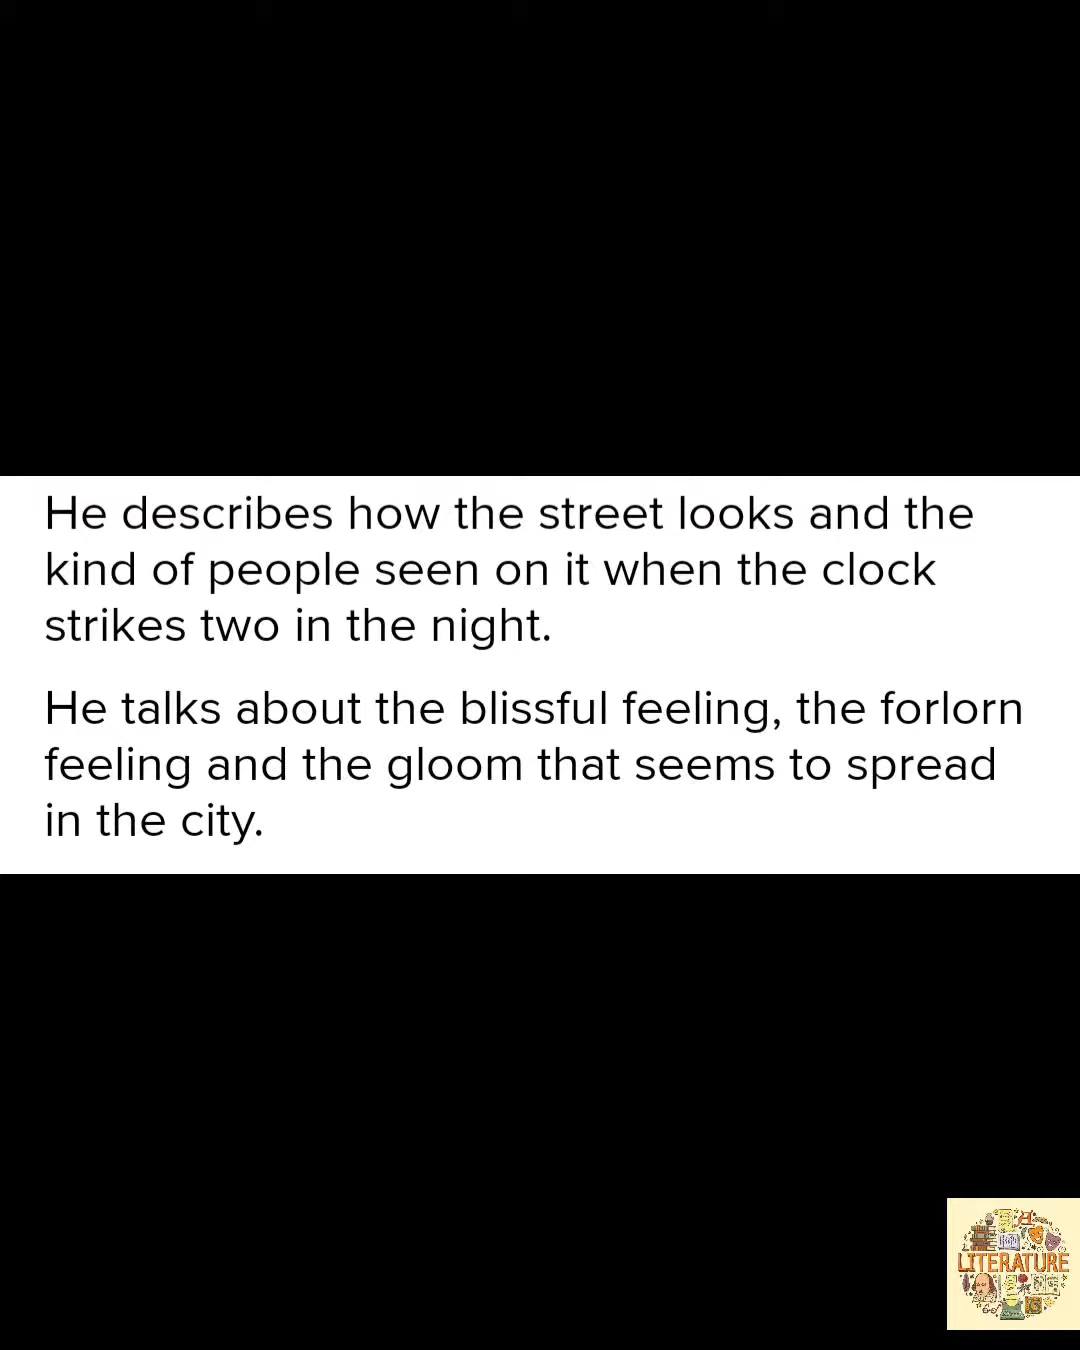 He describes how the street looks and the
kind of people seen on it when the clock
strikes two in the night.
He talks about the blissful feeling, the forlorn
feeling and the gloom that seems to spread
in the city.
LITERATURE